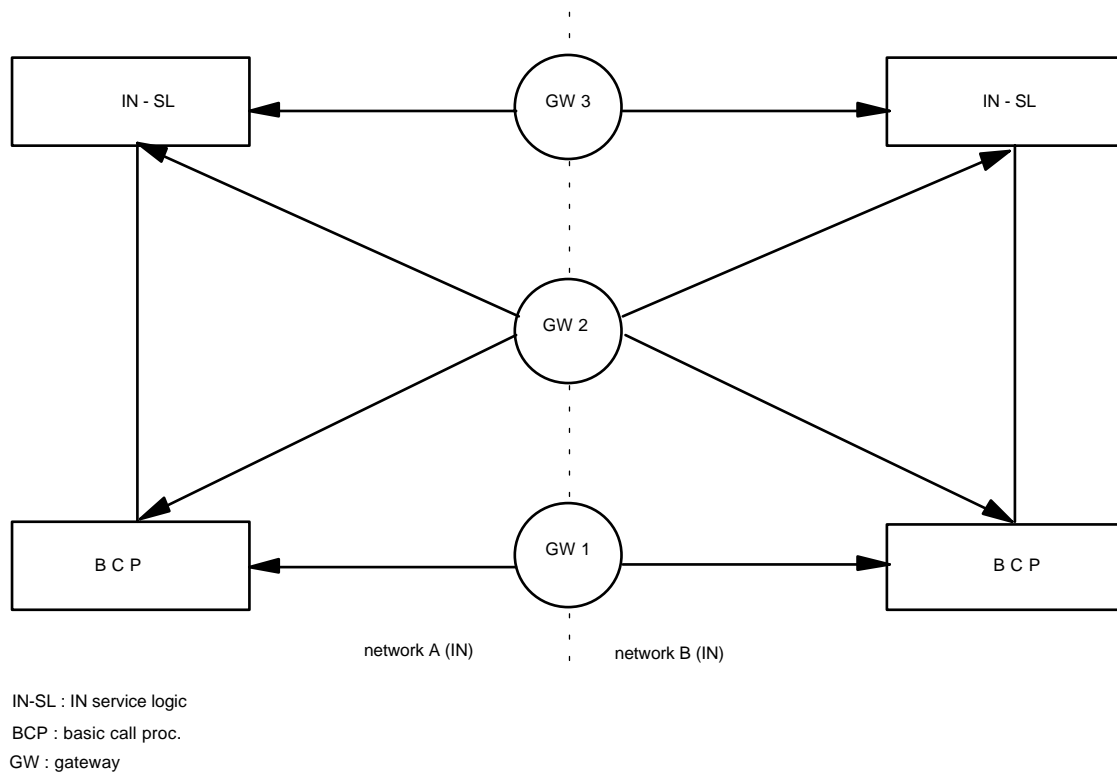 IN - SL
GW 3
IN - SL
GW 2
B C P
GW 1
B C P
network A (IN)
network B (IN)
IN-SL : IN service logic
BCP : basic call proc.
GW : gateway